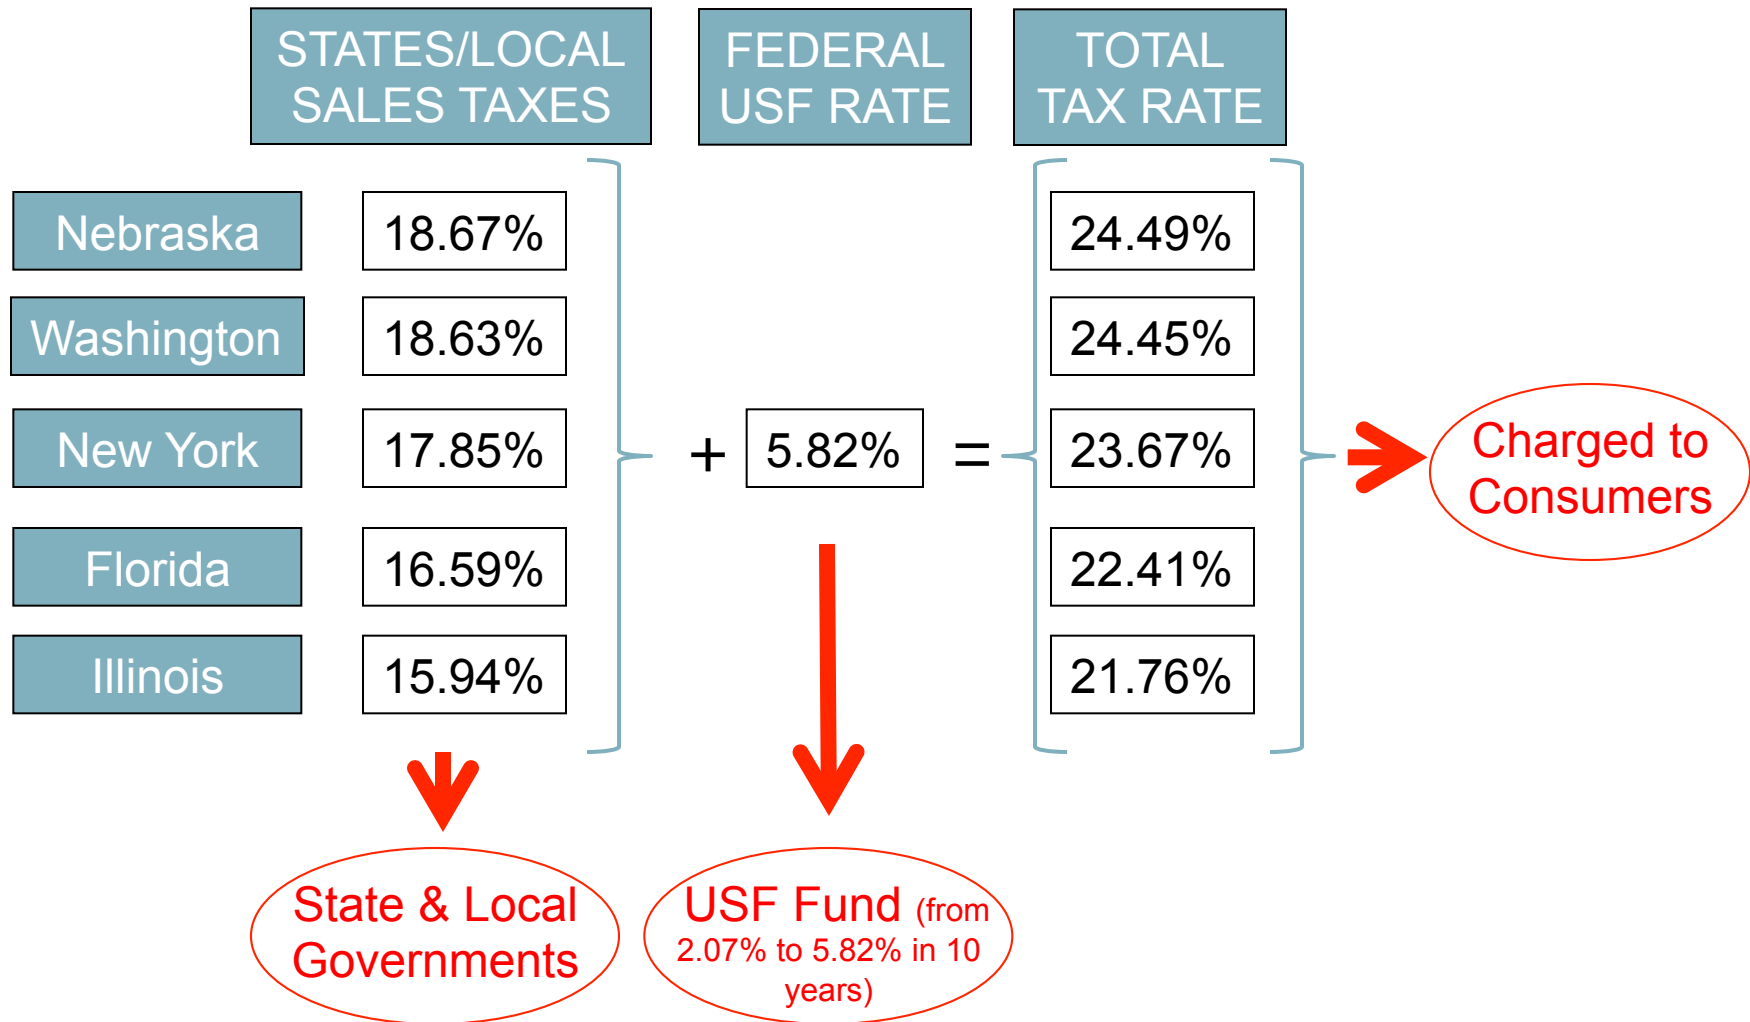 STATES/LOCAL
SALES TAXES
FEDERAL
USF RATE
TOTAL
TAX RATE
Nebraska 18.67% 24.49%
Washington 18.63% 24.45%
New York 17.85% + 5.82% = 23.67%
Charged to
Consumers
Florida 16.59% 22.41%
Illinois 15.94% 21.76%
State & Local
Governments
USF Fund (from
2.07% to 5.82% in 10
years)